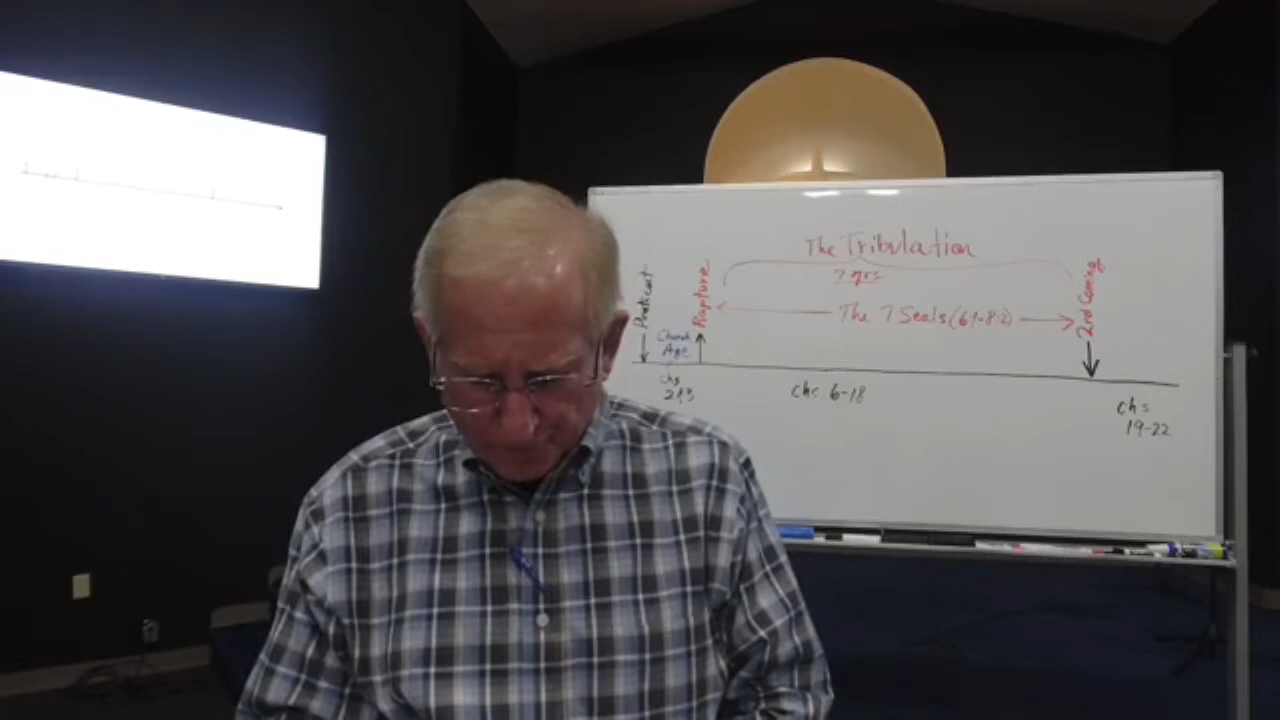 The Tribulation
7 yrs.
Rapture
2nd Coming
The 7 Seals (6:1-8:2)
Church
Age
chs
2&3
chs 6-18
chs
19-22